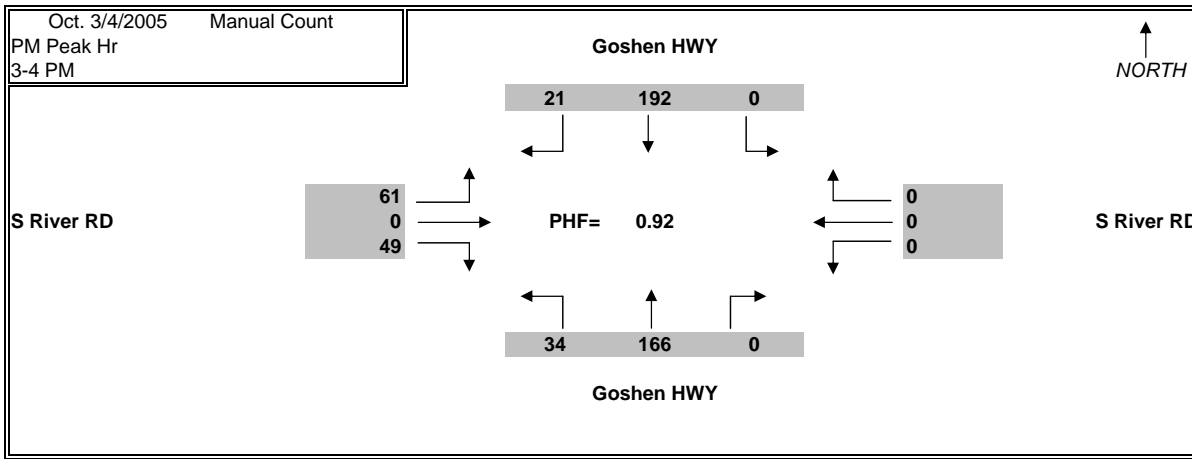 Oct. 3/4/2005 Manual Count
PM Peak Hr
3-4 PM
Goshen HWY
NORTH
21 192 0
61
0
49
S River RD
PHF= 0.92
0
0
0
S River RD
34 166 0
Goshen HWY